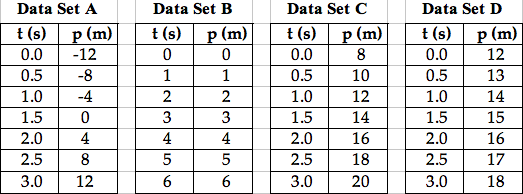 Data Set A Data Set B Data Set C Data Set D
t (s) p (m) t (s) p (m) t (s) p (m) t (s) p (m)
0.0 -12 0 0 0.0 8 0.0 12
0.5 -8 1 1 0.5 10 0.5 13
1.0 -4 2 2 1.0 12 1.0 14
1.5 0 3 3 1.5 14 1.5 15
2.0 4 4 4 2.0 16 2.0 16
2.5 8 5 5 2.5 18 2.5 17
3.0 12 6 6 3.0 20 3.0 18